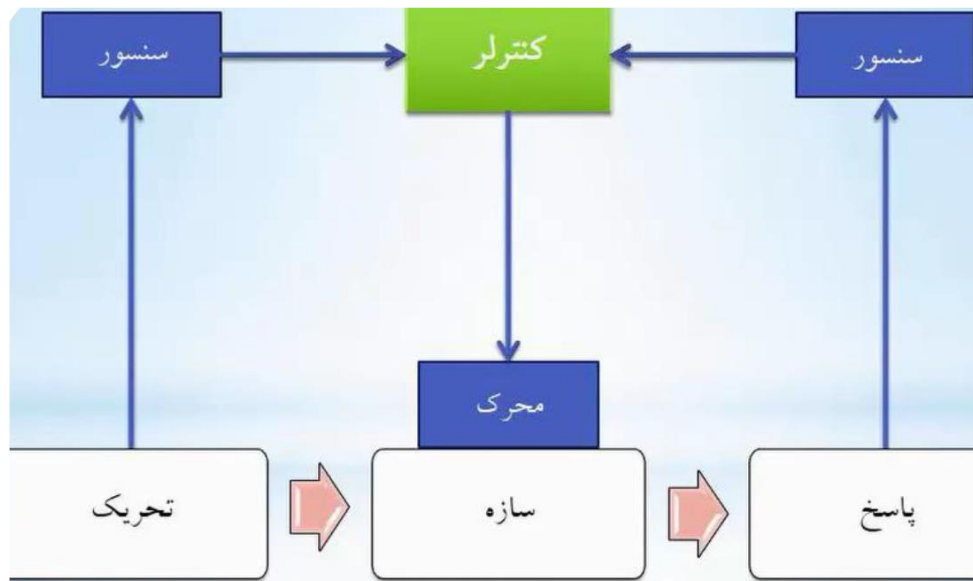 سنسور
کنترلر
سنسور
محرک
پاسخ
سازه
تحریک